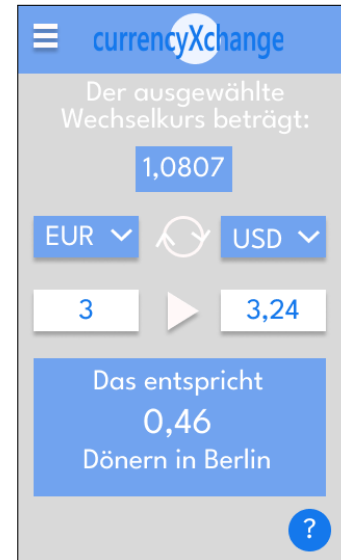 currencyXchange
Der ausgewählte
Wechselkurs beträgt:
1,0807
EUR USD
3 3,24
Das entspricht
0,46
Dönern in Berlin
?